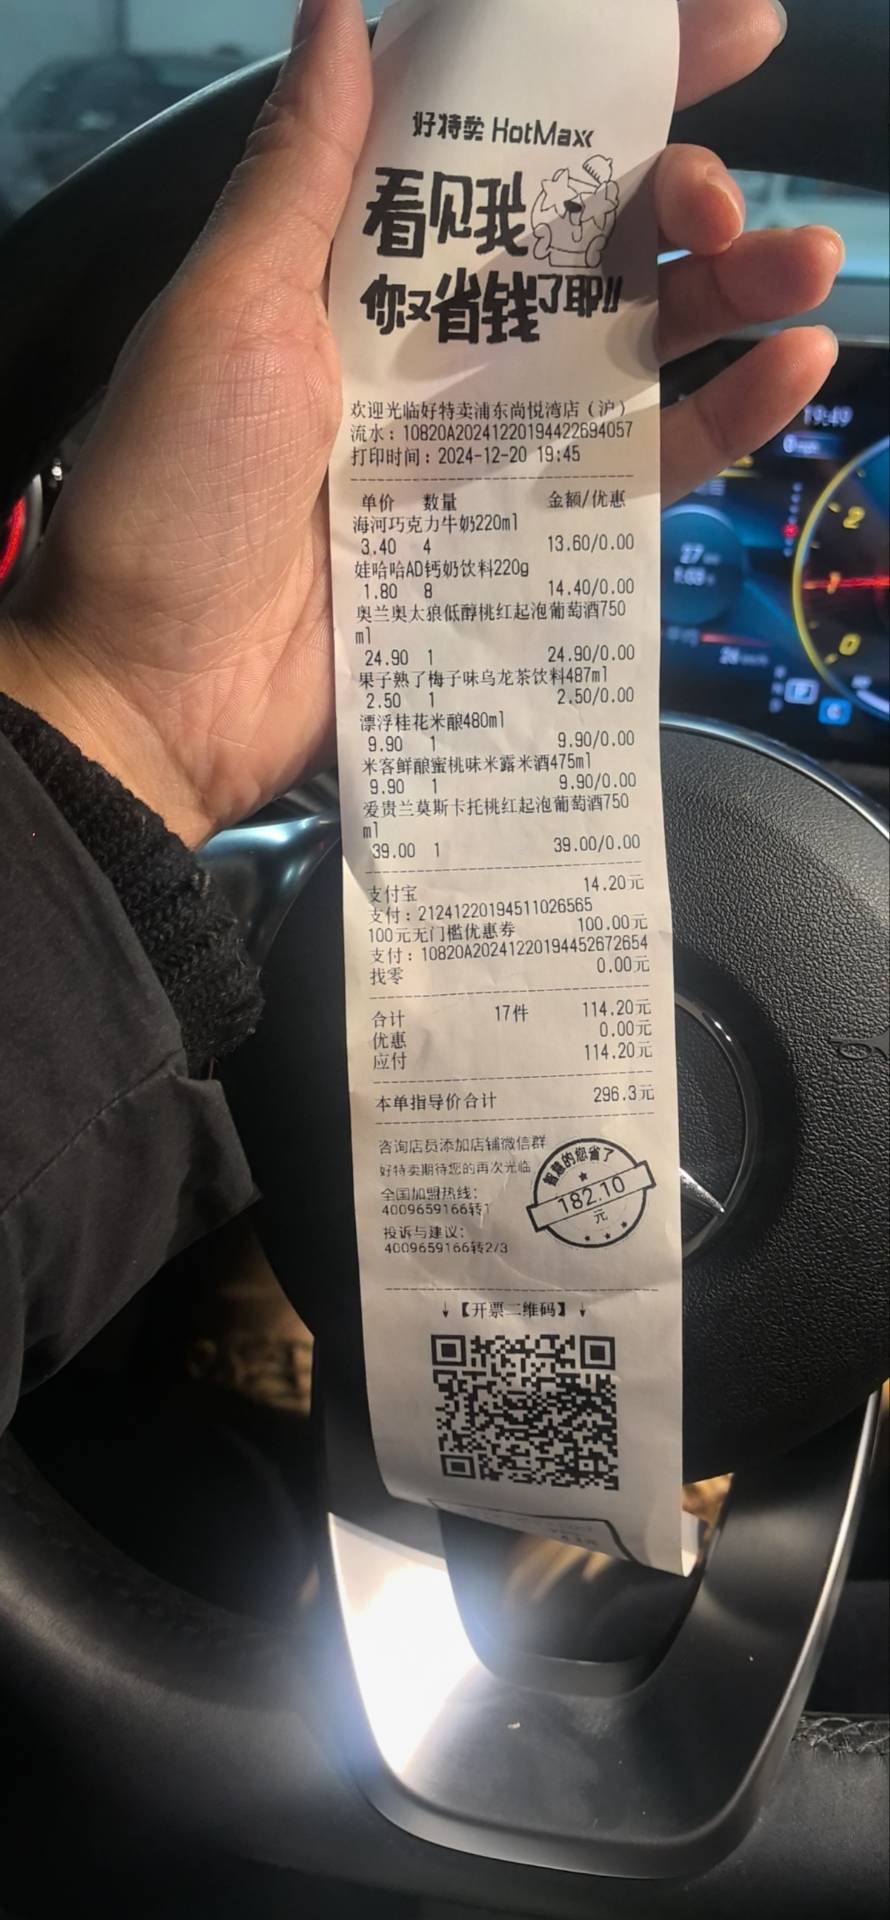 好特卖 HotMaxx
看见我
你又省钱了耶!!
欢迎光临好特卖浦东尚悦湾店（沪）
流水：10820A20241220194422694057
打印时间：2024-12-20 19:45
单价 数量 金额/优惠
海河巧克力牛奶220ml
3.40 4 13.60/0.00
娃哈哈AD钙奶饮料220g
1.80 8 14.40/0.00
奥兰奥太狼低醇桃红起泡葡萄酒750
ml
24.90 1 24.90/0.00
果子熟了梅子味乌龙茶饮料487ml
2.50 1 2.50/0.00
漂浮桂花米酿480ml
9.90 1 9.90/0.00
米客鲜酿蜜桃味米露米酒475ml
9.90 1 9.90/0.00
爱贵兰莫斯卡托桃红起泡葡萄酒750
ml
39.00 1 39.00/0.00
支付宝 14.20元
支付：21241220194511026565
100元无门槛优惠券 100.00元
支付：10820A20241220194452672654
找零 0.00元
合计 17件 114.20元
优惠 0.00元
应付 114.20元
本单指导价合计 296.3元
咨询店员添加店铺微信群
好特卖期待您的再次光临
全国加盟热线：
4009659166转1
投诉与建议：
4009659166转2/3
智慧的您省了
182.10
元
↓【开票二维码】↓
19:49
2
1
0
27
P